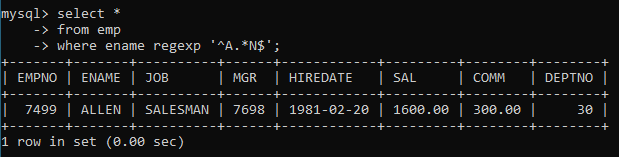 mysql> select *
    -> from emp
    -> where ename regexp '^A.*N$';
+-------+-------+----------+------+------------+---------+--------+--------+
| EMPNO | ENAME | JOB      | MGR  | HIREDATE   | SAL     | COMM   | DEPTNO |
+-------+-------+----------+------+------------+---------+--------+--------+
|  7499 | ALLEN | SALESMAN | 7698 | 1981-02-20 | 1600.00 | 300.00 |     30 |
+-------+-------+----------+------+------------+---------+--------+--------+
1 row in set (0.00 sec)